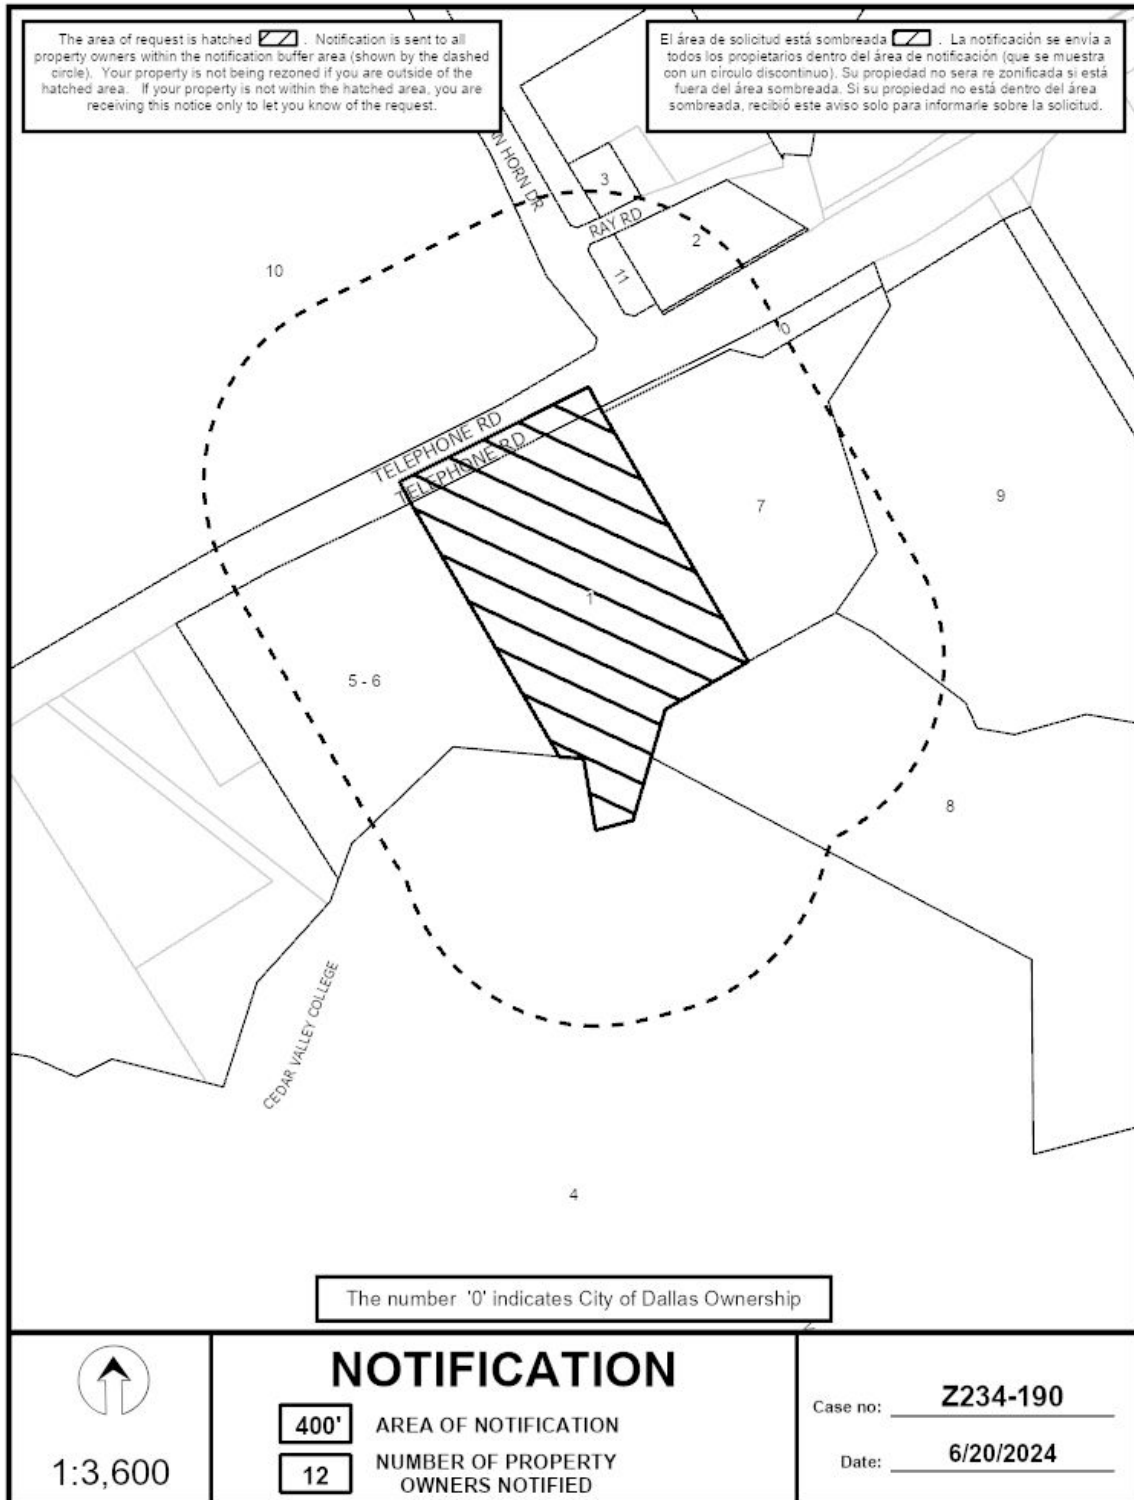 The area of request is hatched . Notification is sent to all
property owners within the notification buffer area (shown by the dashed
circle). Your property is not being rezoned if you are outside of the
hatched area. If your property is not within the hatched area, you are
receiving this notice only to let you know of the request.
El área de solicitud está sombreada . La notificación se envía a
todos los propietarios dentro del área de notificación (que se muestra
con un círculo discontinuo). Su propiedad no sera re zonificada si está
fuera del área sombreada. Si su propiedad no está dentro del área
sombreada, recibió este aviso solo para informarle sobre la solicitud.
AN HORN DR
3
RAY RD
2
11
10
0
TELEPHONE RD
TELEPHONE RD
7
9
1
5 - 6
8
CEDAR VALLEY COLLEGE
4
The number '0' indicates City of Dallas Ownership
1:3,600
NOTIFICATION
400' AREA OF NOTIFICATION
12 NUMBER OF PROPERTY
OWNERS NOTIFIED
Case no: Z234-190
Date: 6/20/2024